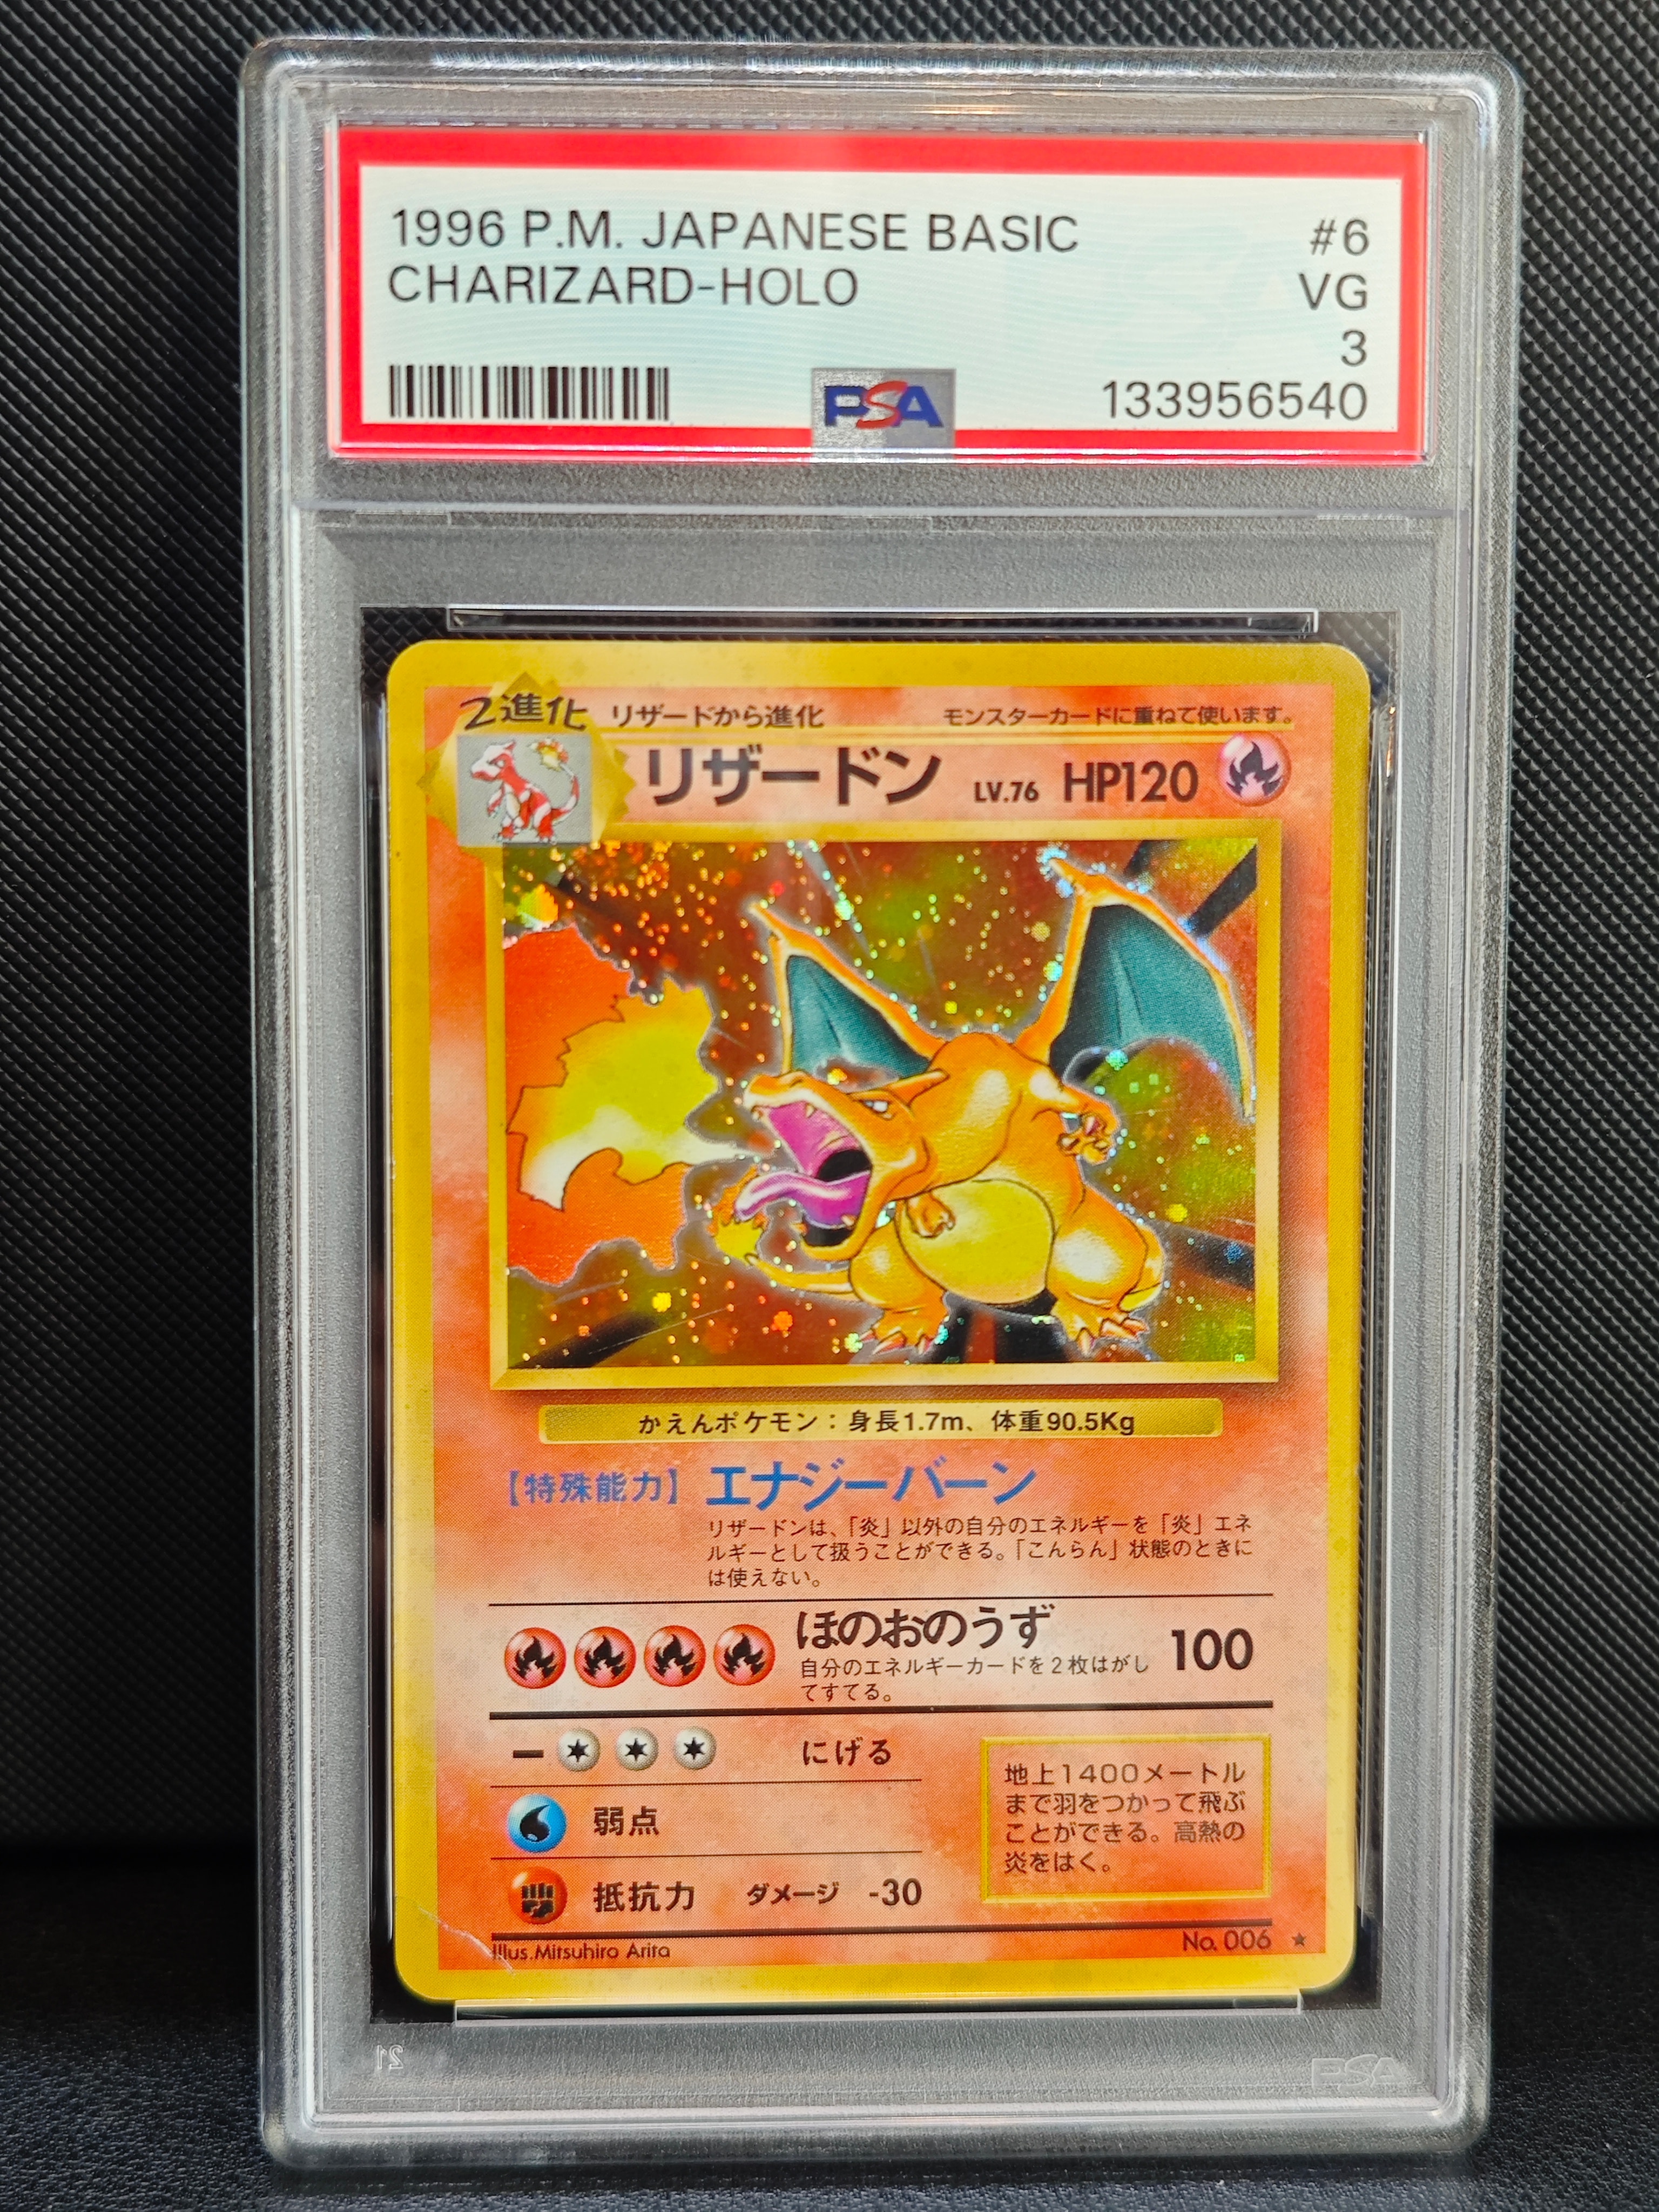 1996 P.M. JAPANESE BASIC #6
CHARIZARD-HOLO VG
3
PSA 133956540
2進化 リザードから進化 モンスターカードに重ねて使います。
リザードン LV.76 HP120
かえんポケモン：身長1.7m、体重90.5Kg
【特殊能力】 エナジーバーン
リザードンは、「炎」以外の自分のエネルギーを「炎」エネ
ルギーとして扱うことができる。「こんらん」状態のときに
は使えない。
ほのおのうず 100
自分のエネルギーカードを2枚はがし
てすてる。
にげる
弱点
抵抗力 ダメージ -30
地上1400メートル
まで羽をつかって飛ぶ
ことができる。高熱の
炎をはく。
Illus.Mitsuhiro Arita No. 006 ★
21 PSA